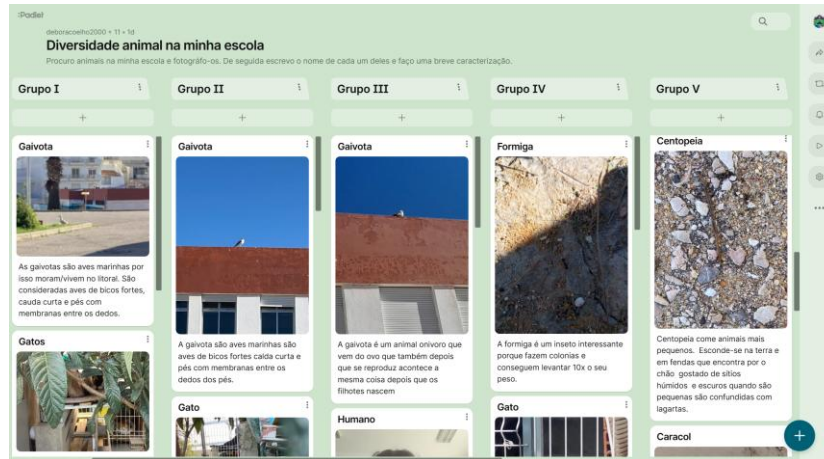 :Padlet
deboracoelho2000 • 11 • 1d
Diversidade animal na minha escola
Procuro animais na minha escola e fotográfo-os. De seguida escrevo o nome de cada um deles e faço uma breve caracterização.
Grupo I
Gaivota
As gaivotas são aves marinhas por
isso moram/vivem no litoral. São
consideradas aves de bicos fortes,
cauda curta e pés com
membranas entre os dedos.
Gatos
Grupo II
Gaivota
A gaivota são aves marinhas são
aves de bicos fortes calda curta e
pés com membranas entre os
dedos dos pés.
Gato
Grupo III
Gaivota
A gaivota é um animal onivoro que
vem do ovo que também depois
que se reproduz acontece a
mesma coisa depois que os
filhotes nascem
Humano
Grupo IV
Formiga
A formiga é um inseto interessante
porque fazem colonias e
conseguem levantar 10x o seu
peso.
Gato
Grupo V
Centopeia
Centopeia come animais mais
pequenos. Esconde-se na terra e
em fendas que encontra por o
chão gostado de sítios
húmidos e escuros quando são
pequenas são confundidas com
lagartas.
Caracol